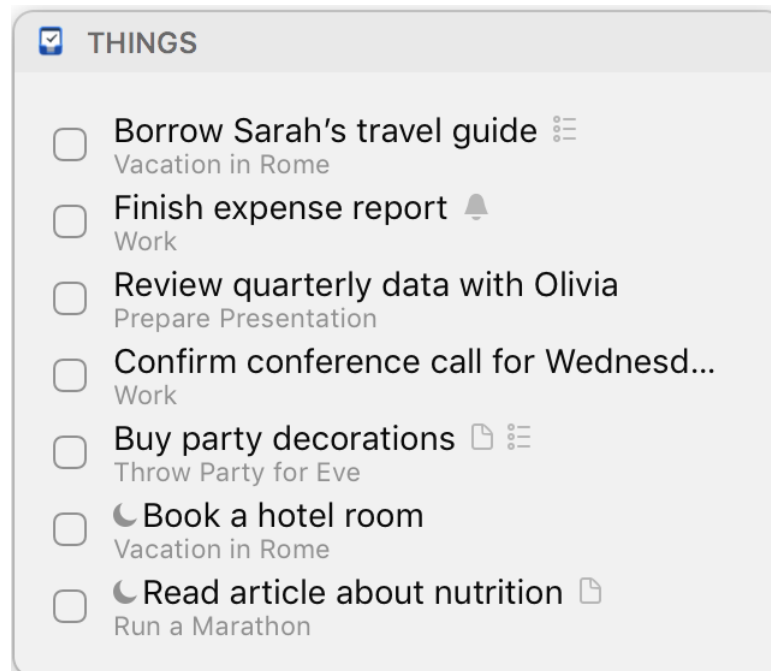 THINGS
Borrow Sarah’s travel guide
Vacation in Rome
Finish expense report
Work
Review quarterly data with Olivia
Prepare Presentation
Confirm conference call for Wednesd...
Work
Buy party decorations
Throw Party for Eve
Book a hotel room
Vacation in Rome
Read article about nutrition
Run a Marathon